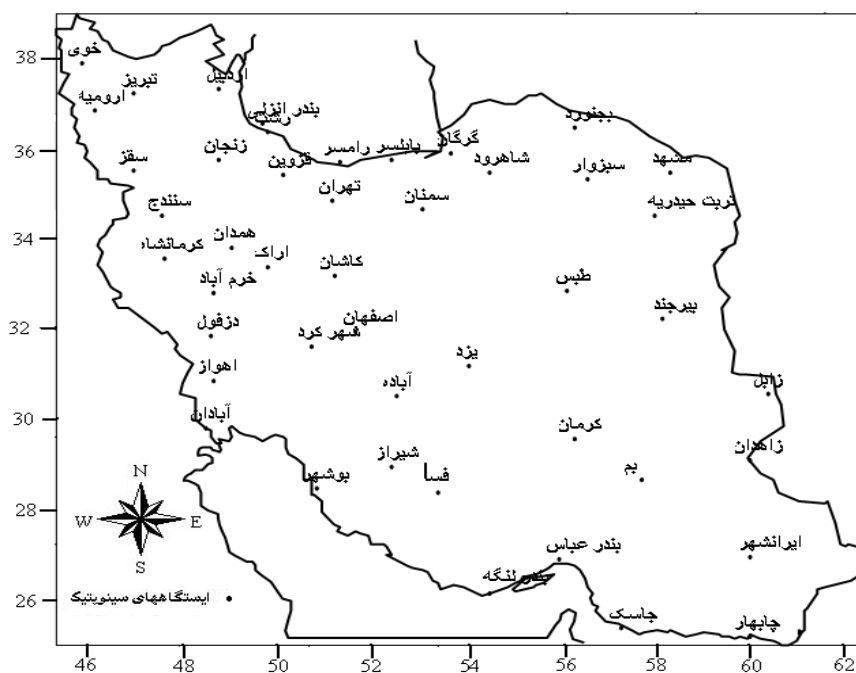 38
خوی
تبریز
اردبیل
ارومیه
بندر انزلی
رشت
بجنورد
36
سقز
زنجان
قزوین
رامسر
بابلسر
گرگان
شاهرود
سبزوار
مشهد
تهران
سمنان
تربت حیدریه
سنندج
34
کرمانشاه
همدان
اراک
کاشان
طبس
خرم آباد
بیرجند
32
دزفول
اصفهان
شهر کرد
یزد
اهواز
آباده
زابل
30
آبادان
کرمان
زاهدان
شیراز
فسا
بم
بوشهر
28
N
W
E
S
بندر عباس
ایرانشهر
بندر لنگه
26
ایستگاههای سینوپتیک
جاسک
چابهار
46 48 50 52 54 56 58 60 62